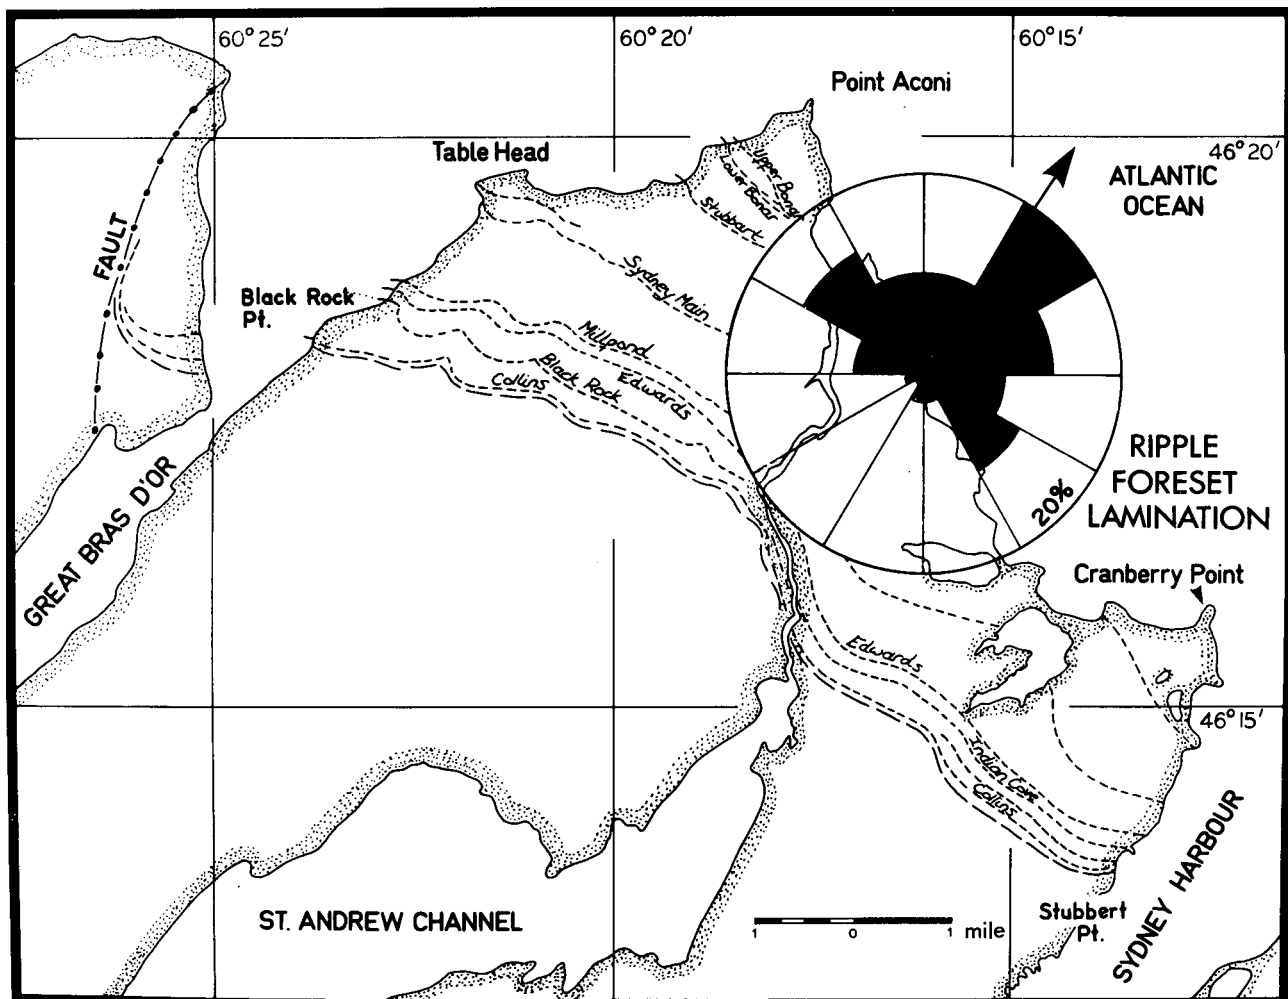 60°25'
60°20'
60°15'
Point Aconi
46°20'
Table Head
ATLANTIC
OCEAN
Upper Bonar
Lower Bonar
Stubbart
FAULT
Sydney Main
Black Rock
Pt.
Millpond
Edwards
Black Rock
Collins
RIPPLE
FORESET
LAMINATION
20%
GREAT BRAS D'OR
Cranberry Point
Edwards
46°15'
Indian Cove
Collins
SYDNEY HARBOUR
ST. ANDREW CHANNEL
Stubbert
Pt.
1 0 1 mile